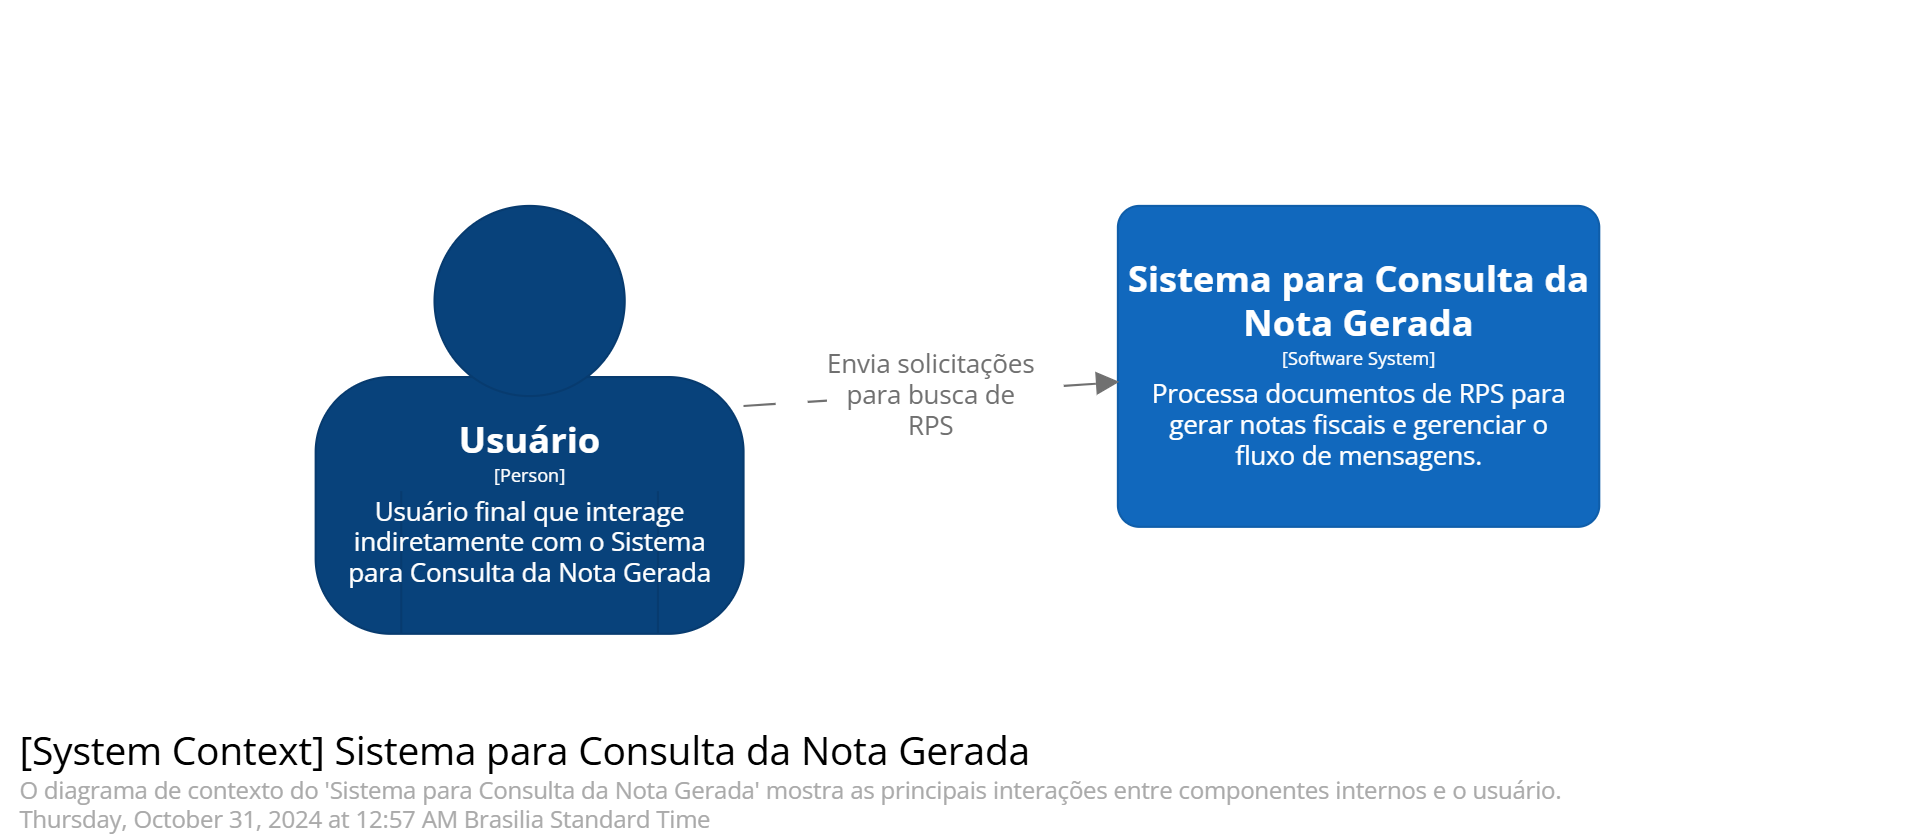 Usuário
[Person]
Usuário final que interage
indiretamente com o Sistema
para Consulta da Nota Gerada
Envia solicitações
para busca de
RPS
Sistema para Consulta da
Nota Gerada
[Software System]
Processa documentos de RPS para
gerar notas fiscais e gerenciar o
fluxo de mensagens.
[System Context] Sistema para Consulta da Nota Gerada
O diagrama de contexto do 'Sistema para Consulta da Nota Gerada' mostra as principais interações entre componentes internos e o usuário.
Thursday, October 31, 2024 at 12:57 AM Brasilia Standard Time